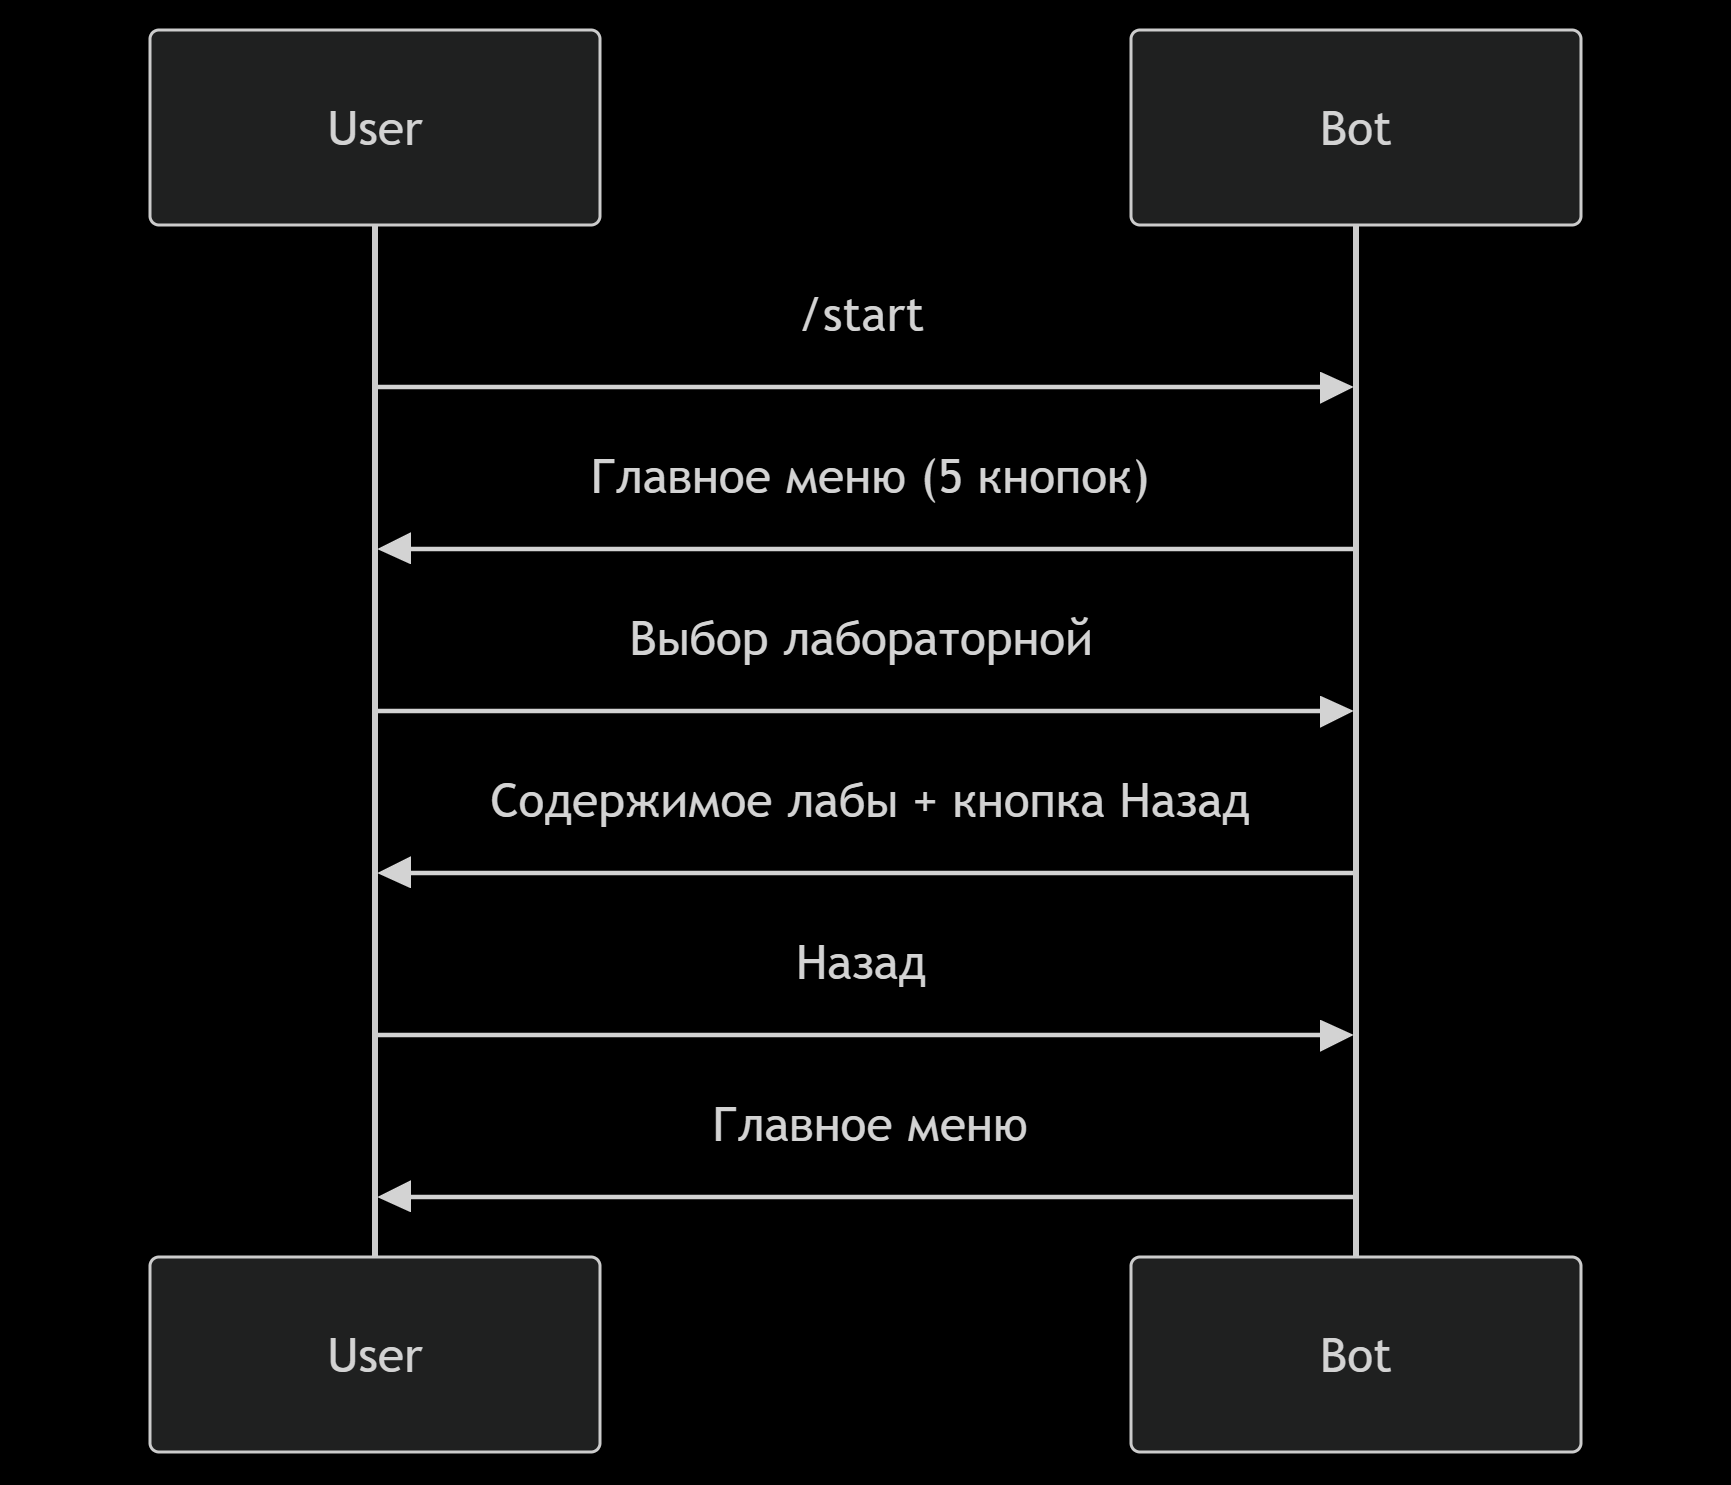 User
Bot
/start
Главное меню (5 кнопок)
Выбор лабораторной
Содержимое лабы + кнопка Назад
Назад
Главное меню
User
Bot